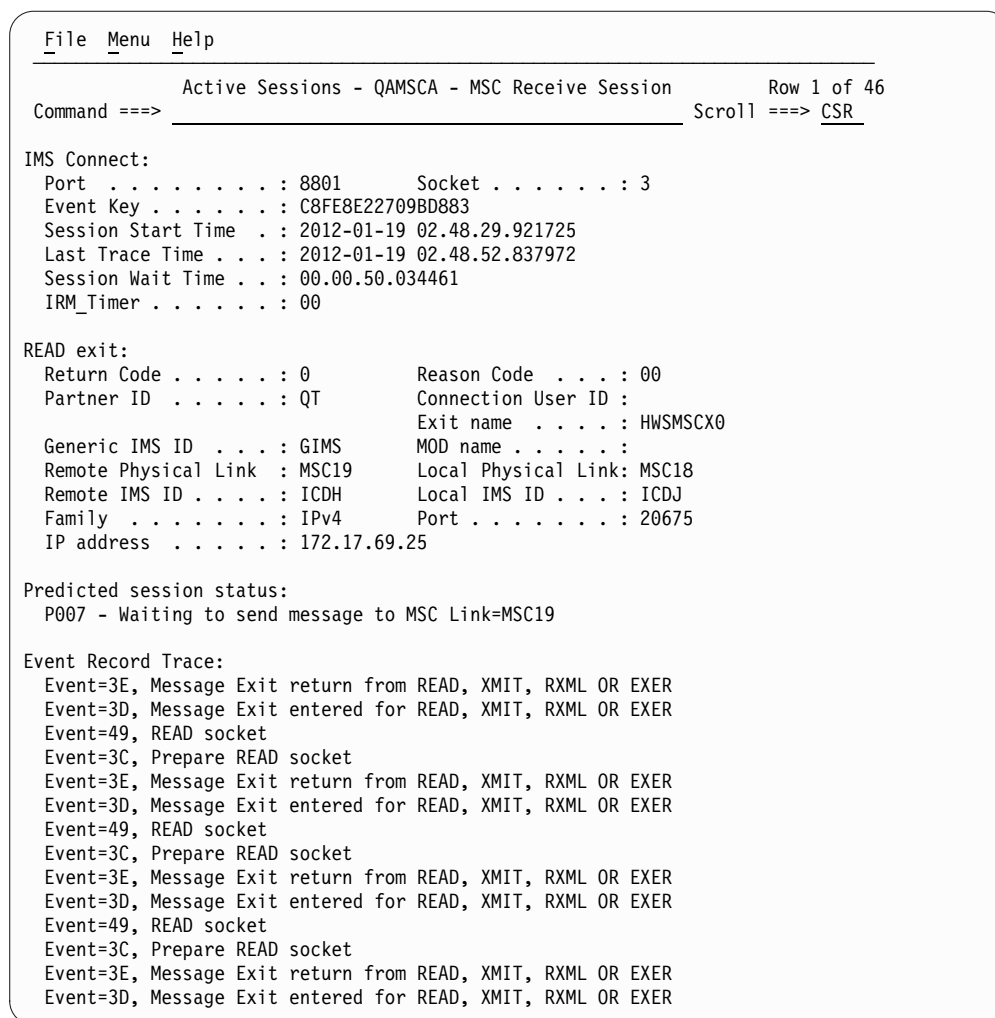 File Menu Help
Active Sessions - QAMSCA - MSC Receive Session Row 1 of 46
Command ===> Scroll ===> CSR
IMS Connect:
Port . . . . . . . . : 8801 Socket . . . . . . : 3
Event Key . . . . . . : C8FE8E22709BD883
Session Start Time . : 2012-01-19 02.48.29.921725
Last Trace Time . . . : 2012-01-19 02.48.52.837972
Session Wait Time . . : 00.00.50.034461
IRM_Timer . . . . . . : 00
READ exit:
Return Code . . . . . : 0 Reason Code . . . : 00
Partner ID . . . . . : QT Connection User ID :
Exit name . . . . : HWSMSCX0
Generic IMS ID . . . : GIMS MOD name . . . . . :
Remote Physical Link : MSC19 Local Physical Link: MSC18
Remote IMS ID . . . . : ICDH Local IMS ID . . . : ICDJ
Family . . . . . . . : IPv4 Port . . . . . . . : 20675
IP address . . . . . : 172.17.69.25
Predicted session status:
P007 - Waiting to send message to MSC Link=MSC19
Event Record Trace:
Event=3E, Message Exit return from READ, XMIT, RXML OR EXER
Event=3D, Message Exit entered for READ, XMIT, RXML OR EXER
Event=49, READ socket
Event=3C, Prepare READ socket
Event=3E, Message Exit return from READ, XMIT, RXML OR EXER
Event=3D, Message Exit entered for READ, XMIT, RXML OR EXER
Event=49, READ socket
Event=3C, Prepare READ socket
Event=3E, Message Exit return from READ, XMIT, RXML OR EXER
Event=3D, Message Exit entered for READ, XMIT, RXML OR EXER
Event=49, READ socket
Event=3C, Prepare READ socket
Event=3E, Message Exit return from READ, XMIT, RXML OR EXER
Event=3D, Message Exit entered for READ, XMIT, RXML OR EXER